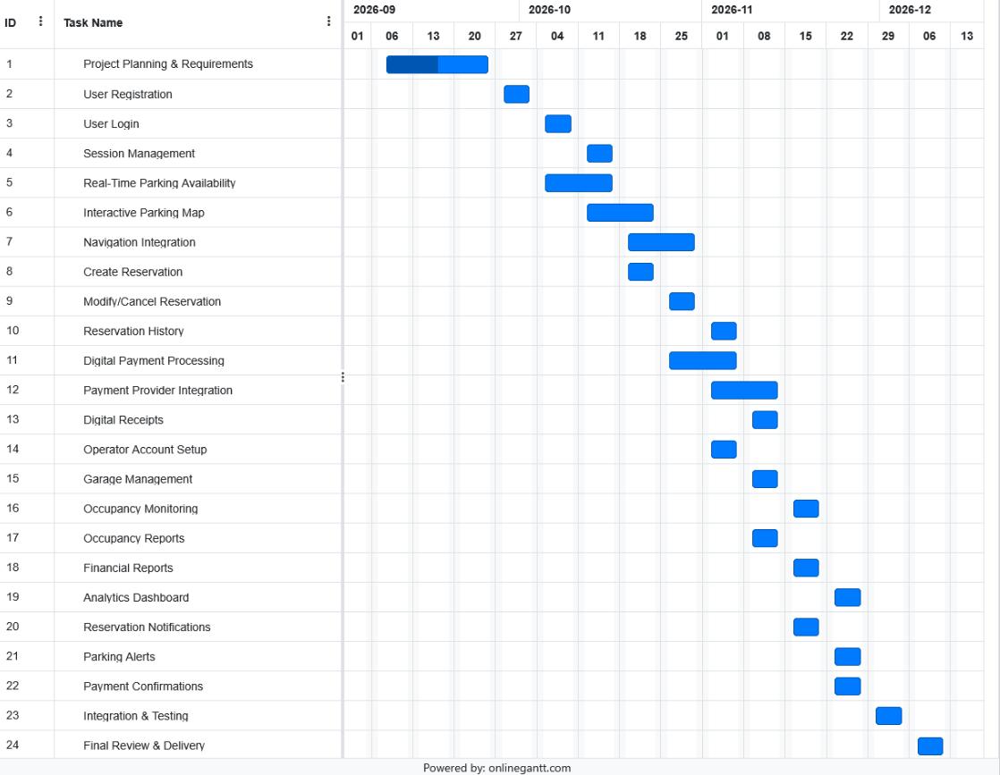 ID Task Name 2026-09 2026-10 2026-11 2026-12
01 06 13 20 27 04 11 18 25 01 08 15 22 29 06 13
1 Project Planning & Requirements
2 User Registration
3 User Login
4 Session Management
5 Real-Time Parking Availability
6 Interactive Parking Map
7 Navigation Integration
8 Create Reservation
9 Modify/Cancel Reservation
10 Reservation History
11 Digital Payment Processing
12 Payment Provider Integration
13 Digital Receipts
14 Operator Account Setup
15 Garage Management
16 Occupancy Monitoring
17 Occupancy Reports
18 Financial Reports
19 Analytics Dashboard
20 Reservation Notifications
21 Parking Alerts
22 Payment Confirmations
23 Integration & Testing
24 Final Review & Delivery
Powered by: onlinegantt.com